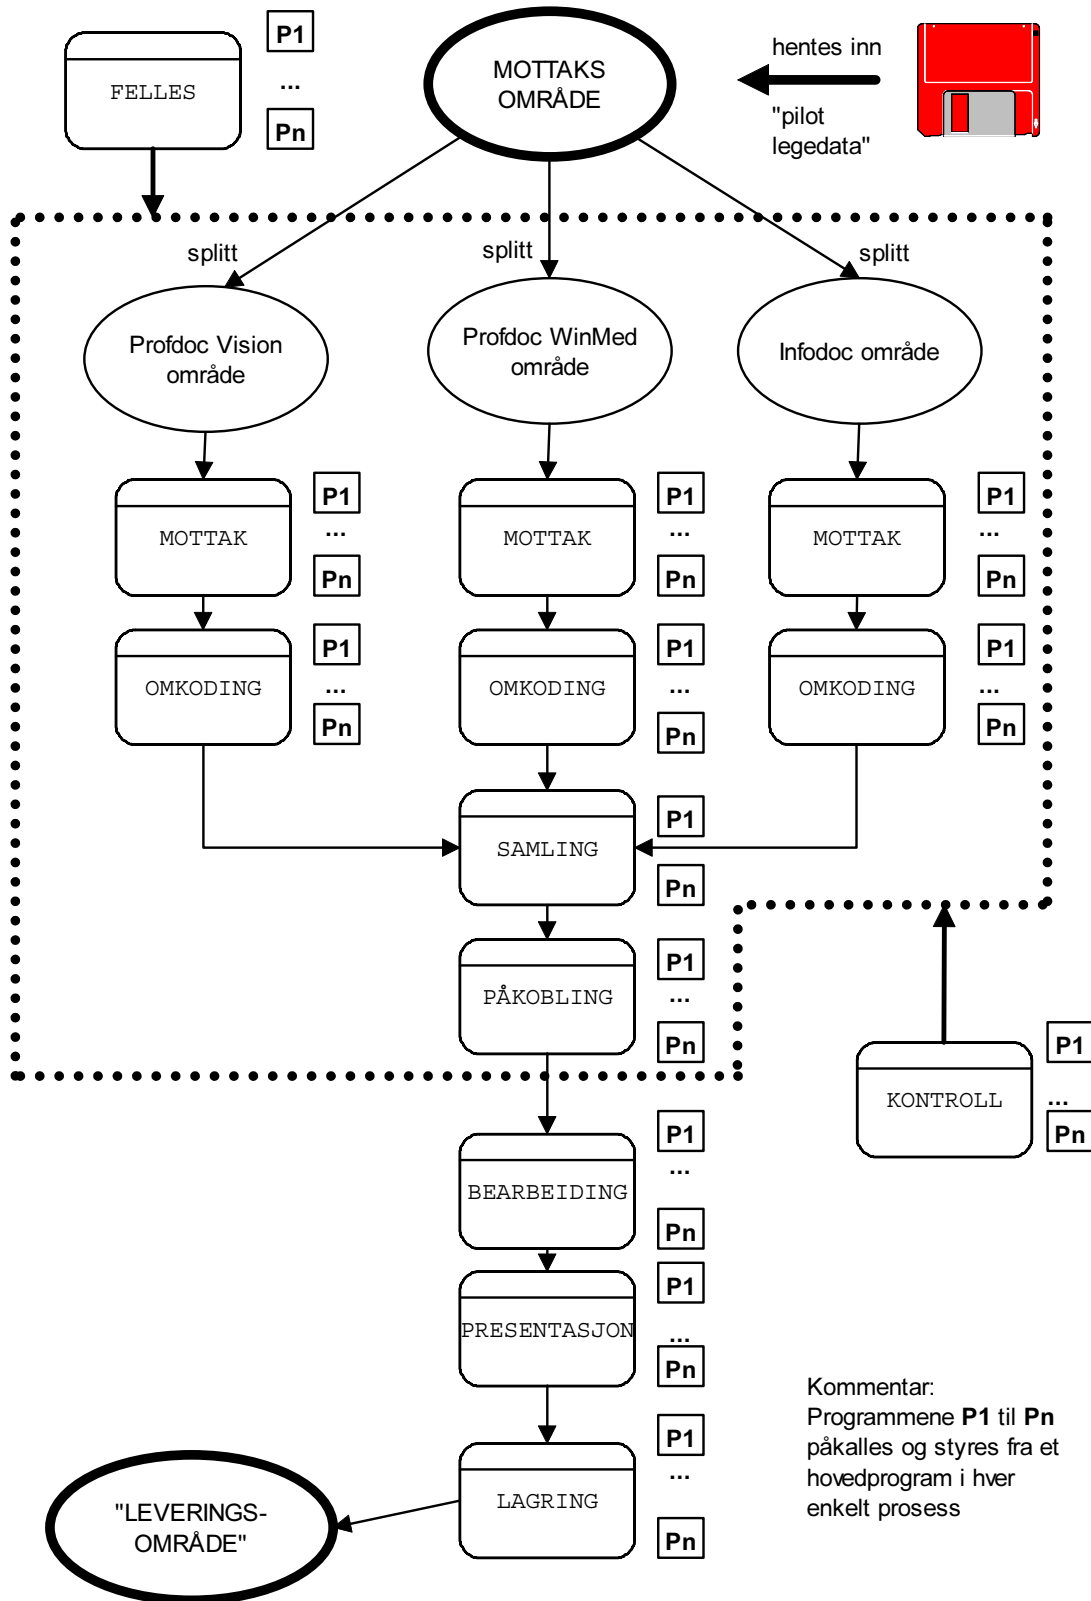 P1
FELLES
...
Pn
MOTTAKS
OMRÅDE
hentes inn
"pilot
legedata"
splitt
splitt
splitt
Profdoc Vision
område
Profdoc WinMed
område
Infodoc område
MOTTAK
P1
...
Pn
MOTTAK
P1
...
Pn
MOTTAK
P1
...
Pn
OMKODING
P1
...
Pn
OMKODING
P1
...
Pn
OMKODING
P1
...
Pn
SAMLING
P1
...
Pn
PÅKOBLING
P1
...
Pn
KONTROLL
P1
...
Pn
BEARBEIDING
P1
...
Pn
PRESENTASJON
P1
...
Pn
LAGRING
P1
...
Pn
"LEVERINGS-
OMRÅDE"
Kommentar:
Programmene P1 til Pn
påkalles og styres fra et
hovedprogram i hver
enkelt prosess